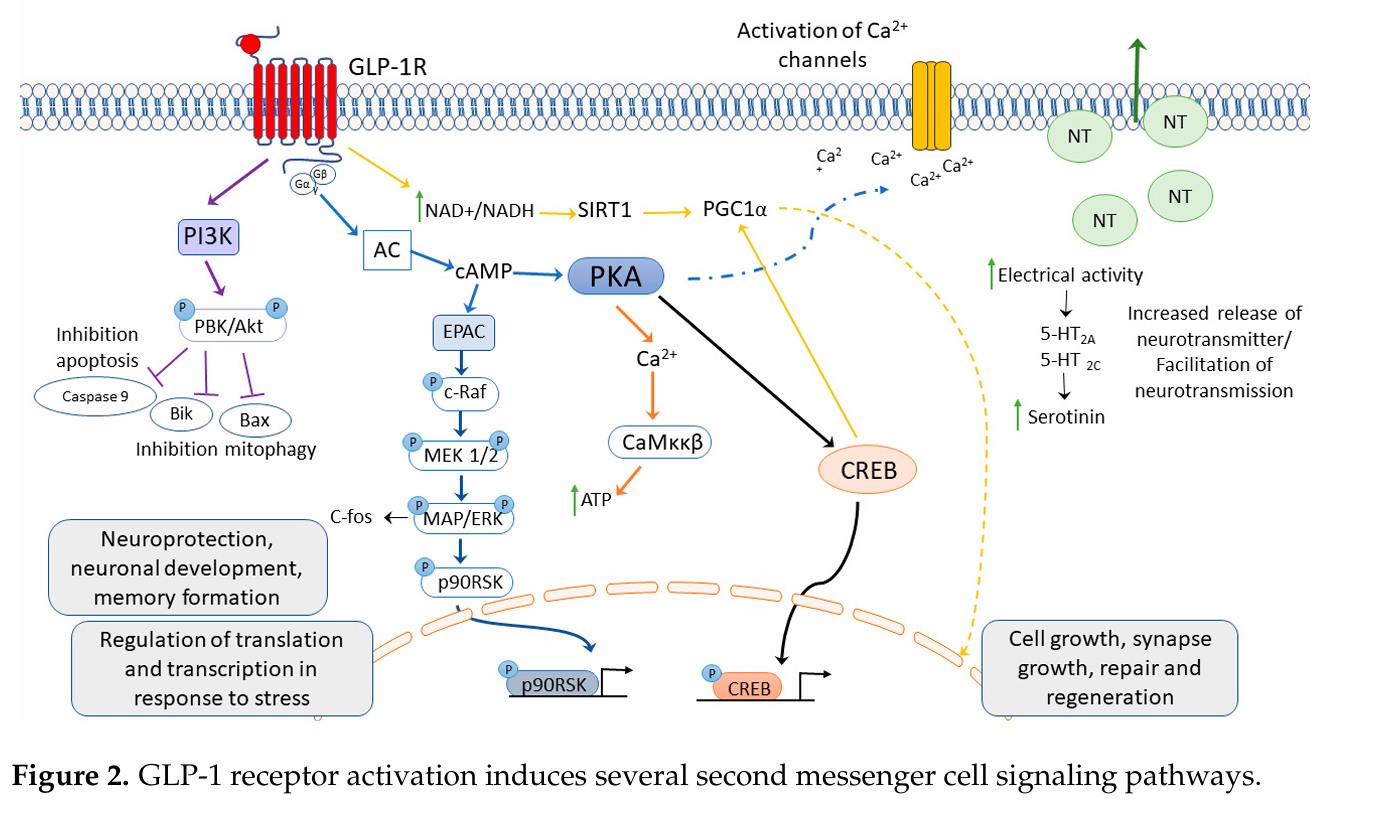 Activation of Ca²⁺
channels
GLP-1R
NT
NT
NT
NT
Gα
Gβ
γ
Ca²
+
Ca²⁺
Ca²⁺
Ca²⁺
NAD+/NADH
SIRT1
PGC1α
PI3K
AC
cAMP
PKA
P
P
PBK/Akt
Inhibition
apoptosis
Caspase 9
Bik
Bax
Inhibition mitophagy
EPAC
P
c-Raf
P
P
MEK 1/2
P
P
MAP/ERK
C-fos
P
p90RSK
Ca²⁺
CaMκκβ
ATP
CREB
Electrical activity
5-HT₂A
5-HT ₂C
Serotinin
Increased release of
neurotransmitter/
Facilitation of
neurotransmission
Neuroprotection,
neuronal development,
memory formation
Regulation of translation
and transcription in
response to stress
P
p90RSK
P
CREB
Cell growth, synapse
growth, repair and
regeneration
Figure 2. GLP-1 receptor activation induces several second messenger cell signaling pathways.